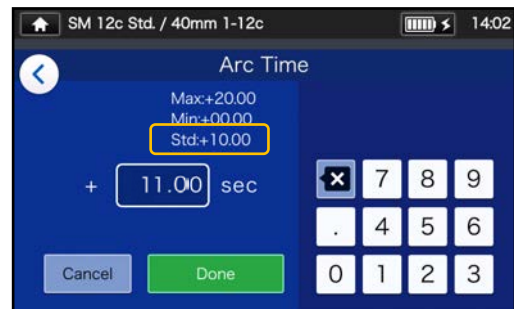 SM 12c Std. / 40mm 1-12c 14:02
Arc Time
Max:+20.00
Min:+00.00
Std:+10.00
+ 11.00 sec
7 8 9
. 4 5 6
Cancel Done 0 1 2 3